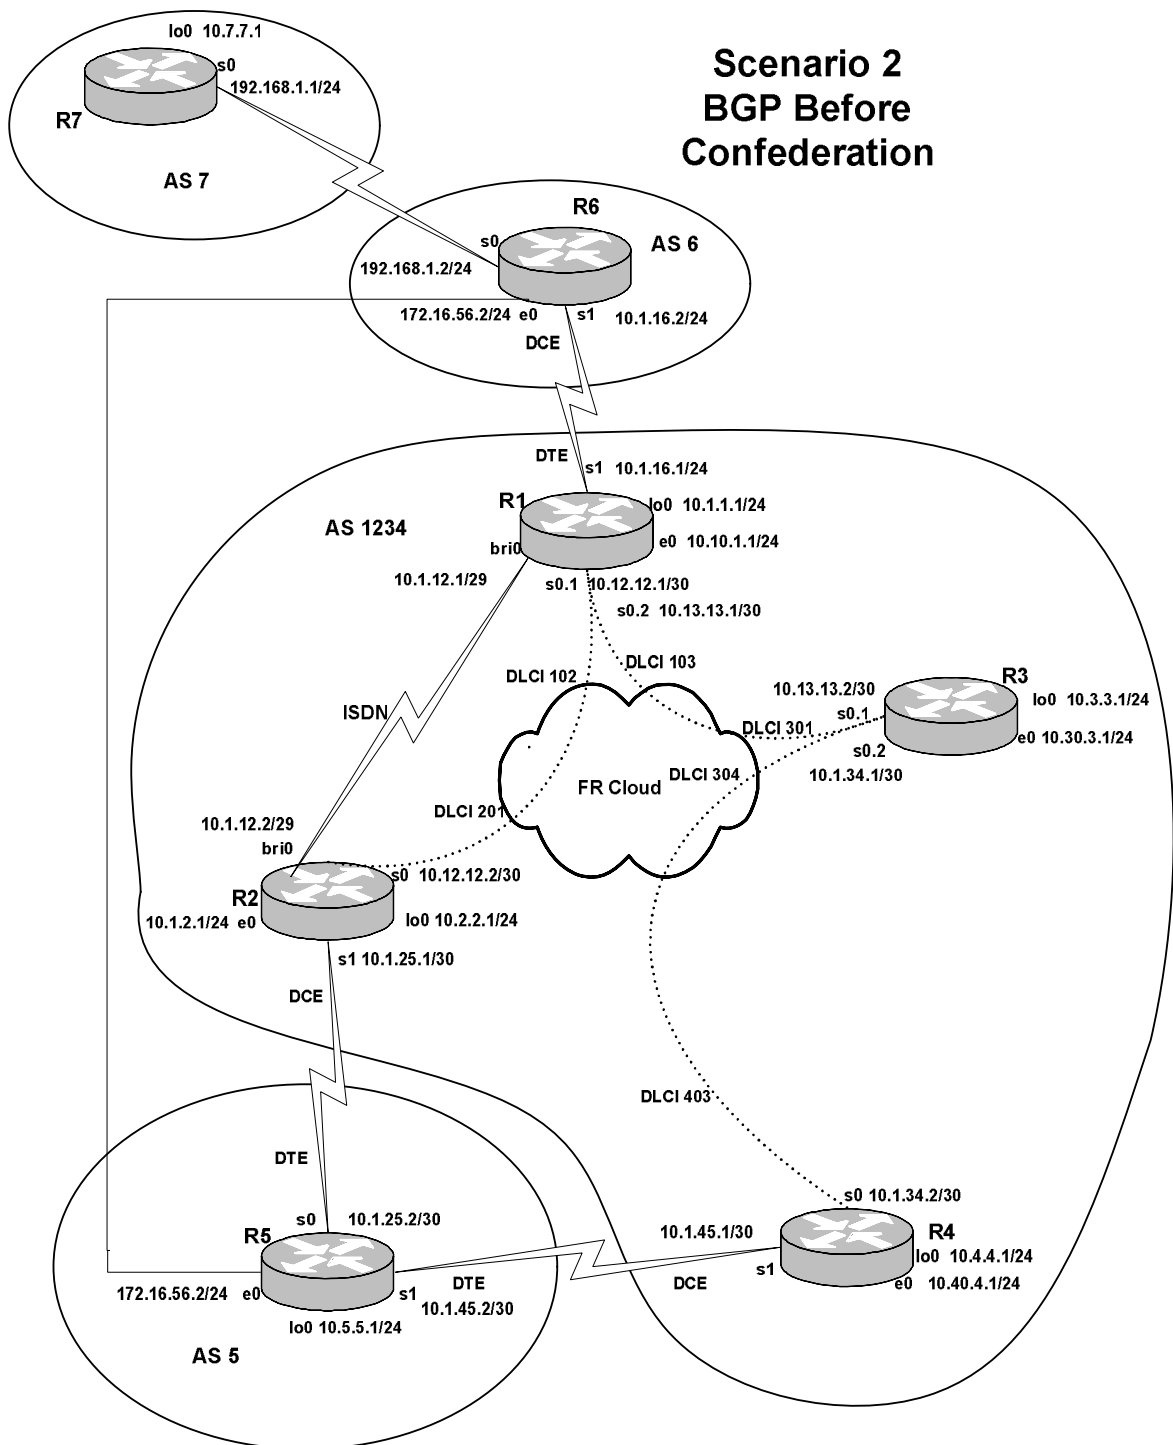 lo0 10.7.7.1
s0
192.168.1.1/24
R7
AS 7
Scenario 2
BGP Before
Confederation
R6
s0
AS 6
192.168.1.2/24
172.16.56.2/24 e0
s1
10.1.16.2/24
DCE
DTE
s1 10.1.16.1/24
R1
lo0 10.1.1.1/24
AS 1234
bri0
e0 10.10.1.1/24
10.1.12.1/29
s0.1 10.12.12.1/30
s0.2 10.13.13.1/30
DLCI 102
DLCI 103
ISDN
10.13.13.2/30
R3
s0.1
lo0 10.3.3.1/24
DLCI 301
e0 10.30.3.1/24
s0.2
10.1.34.1/30
DLCI 304
FR Cloud
DLCI 201
10.1.12.2/29
bri0
s0 10.12.12.2/30
R2
10.1.2.1/24 e0
lo0 10.2.2.1/24
s1 10.1.25.1/30
DCE
DLCI 403
DTE
s0 10.1.34.2/30
s0 10.1.25.2/30
10.1.45.1/30
R4
R5
lo0 10.4.4.1/24
s1
e0 10.40.4.1/24
DCE
DTE
172.16.56.2/24 e0
s1
10.1.45.2/30
lo0 10.5.5.1/24
AS 5